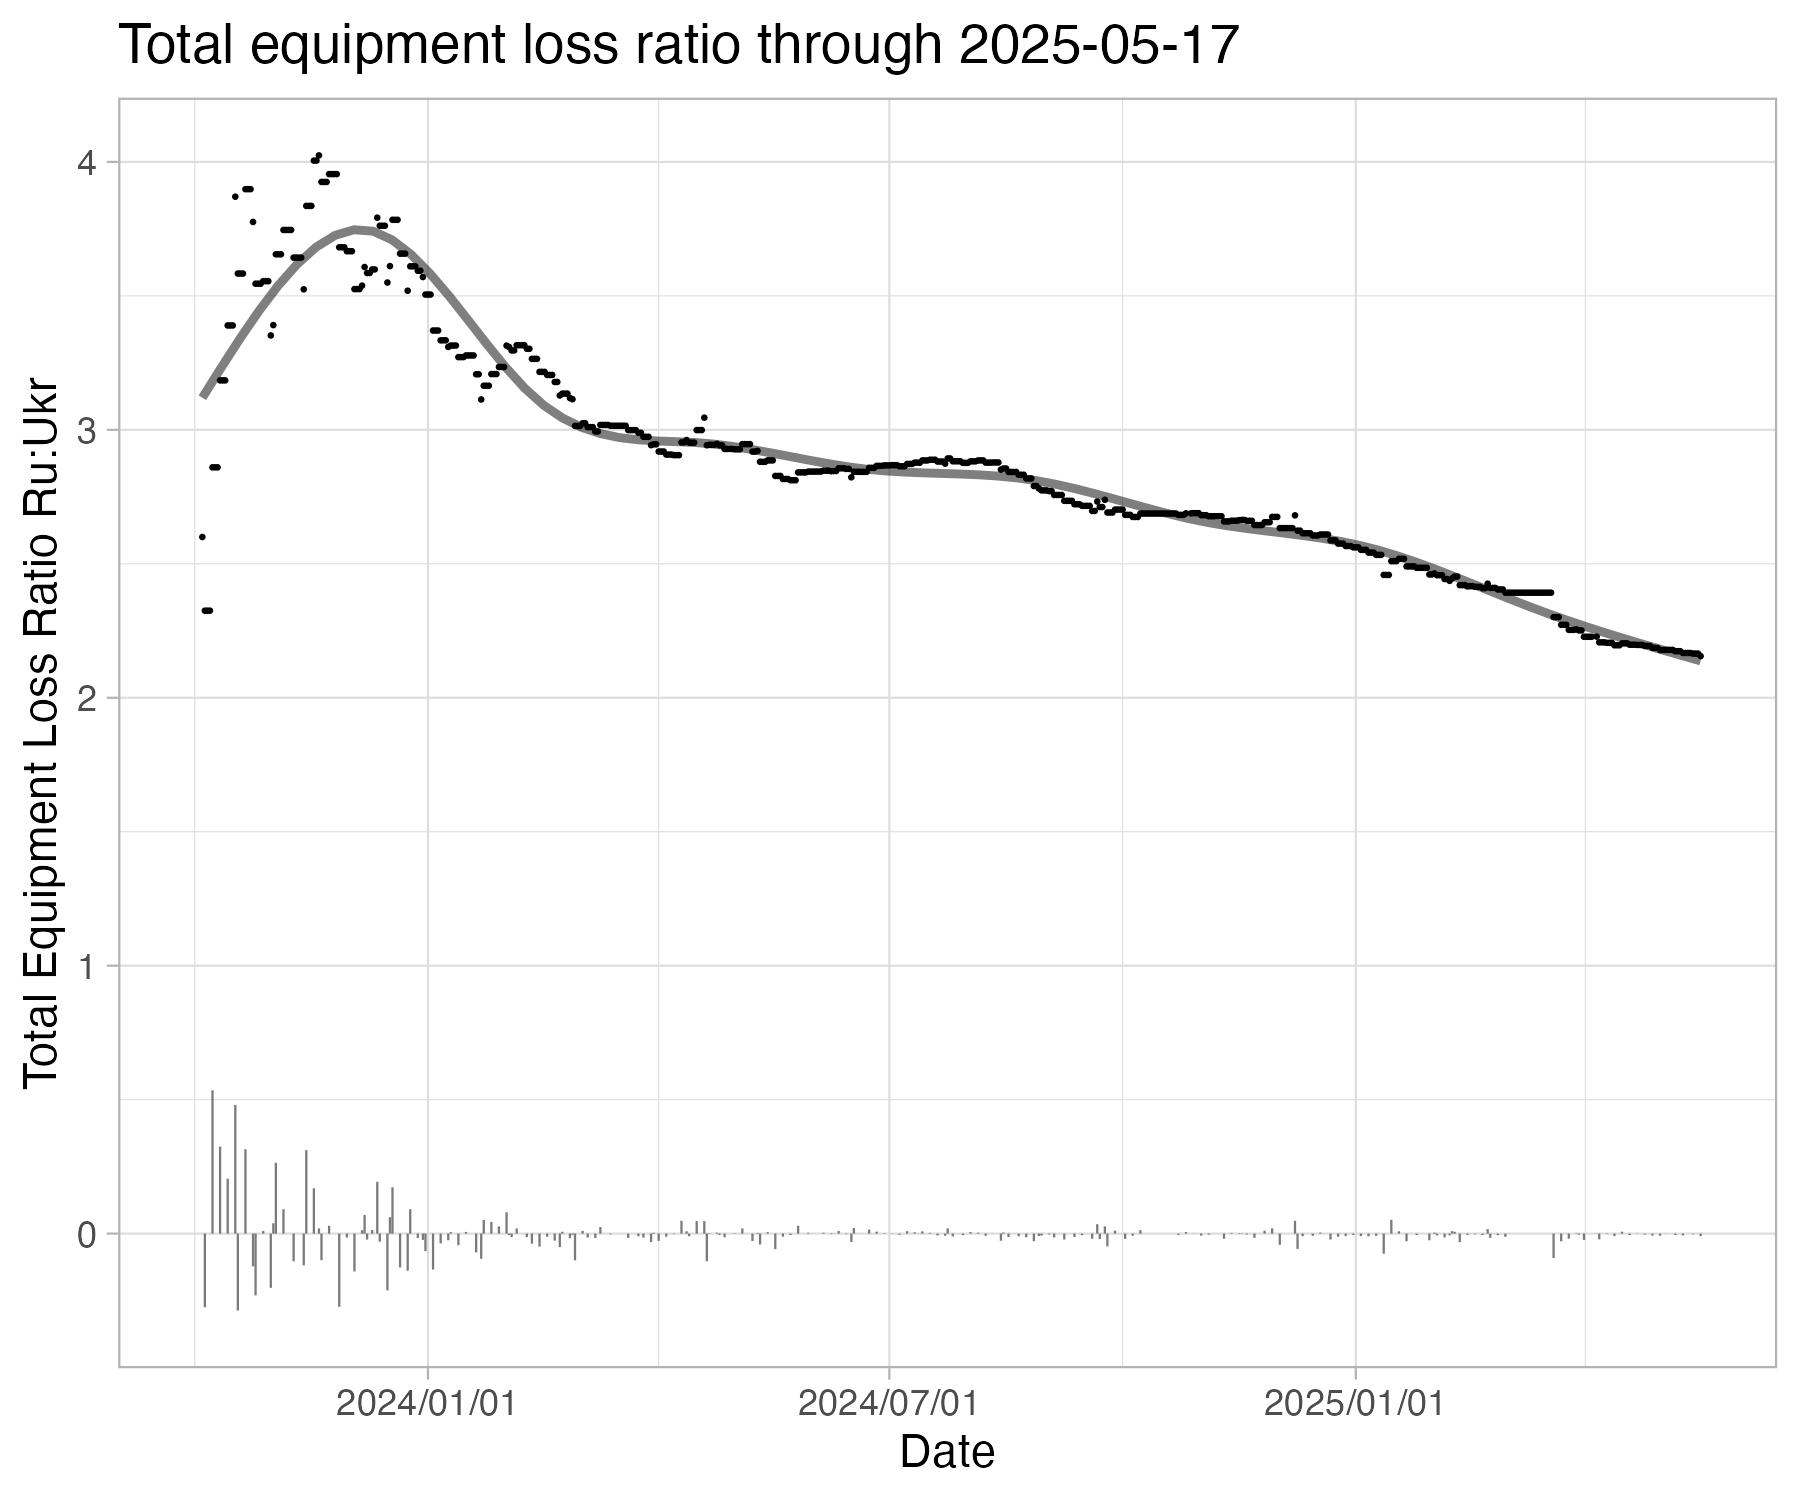 Total equipment loss ratio through 2025-05-17
Total Equipment Loss Ratio Ru:Ukr
4
3
2
1
0
2024/01/01
2024/07/01
2025/01/01
Date